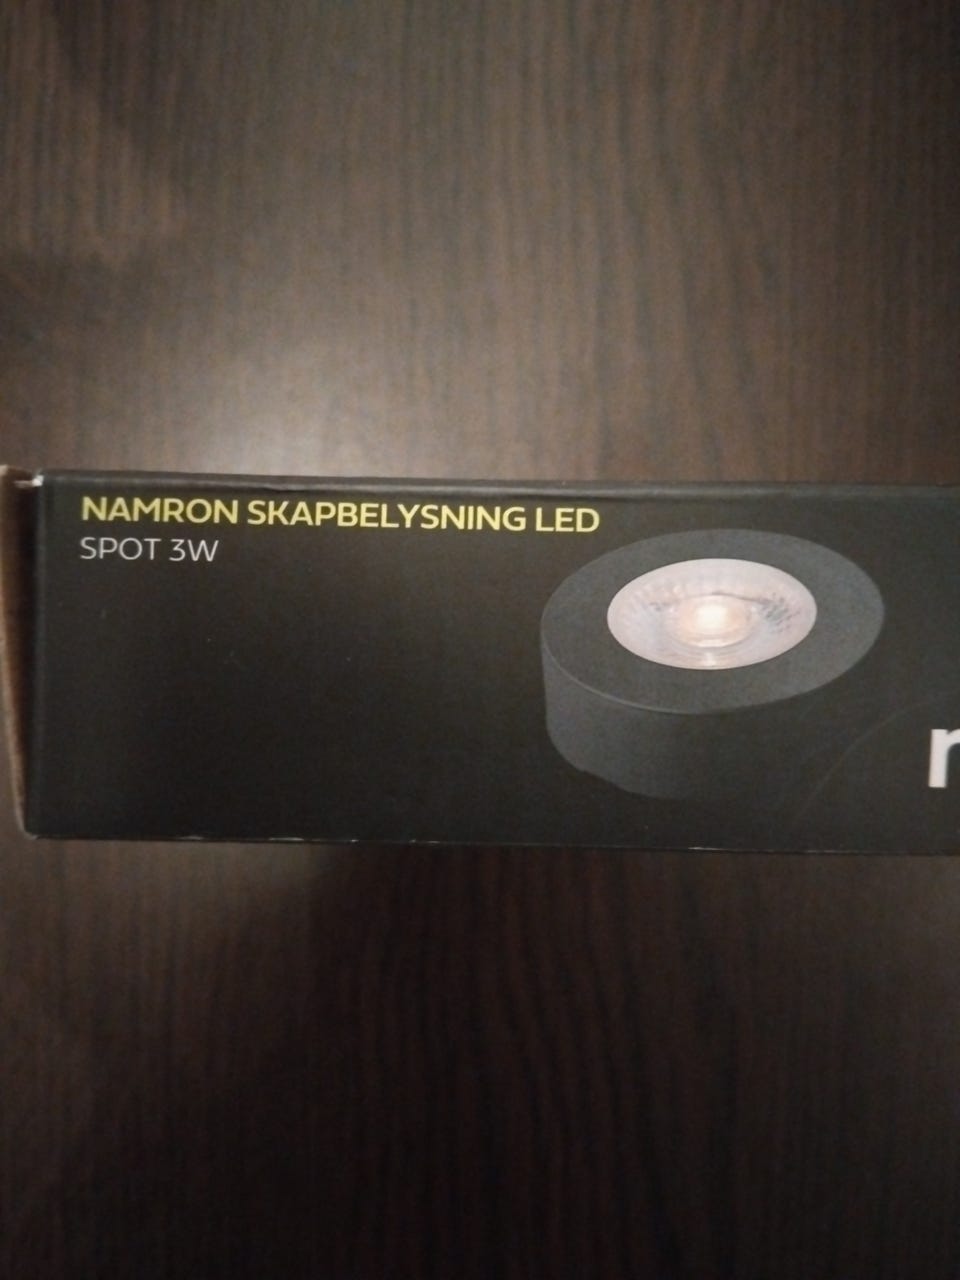 NAMRON SKAPBELYSNING LED
SPOT 3W